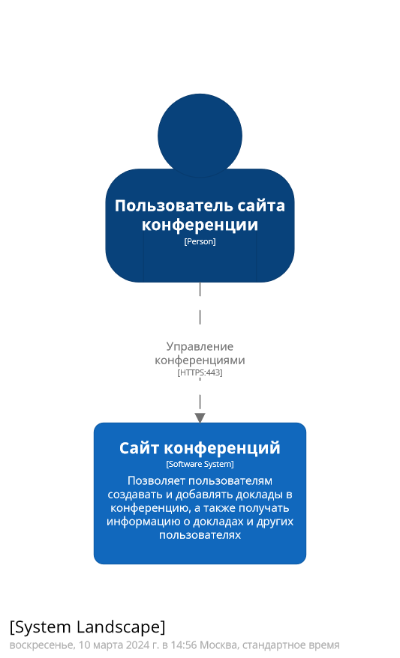 Пользователь сайта
конференции
[Person]
Управление
конференциями
[HTTPS:443]
Сайт конференций
[Software System]
Позволяет пользователям
создавать и добавлять доклады в
конференцию, а также получать
информацию о докладах и других
пользователях
[System Landscape]
воскресенье, 10 марта 2024 г. в 14:56 Москва, стандартное время